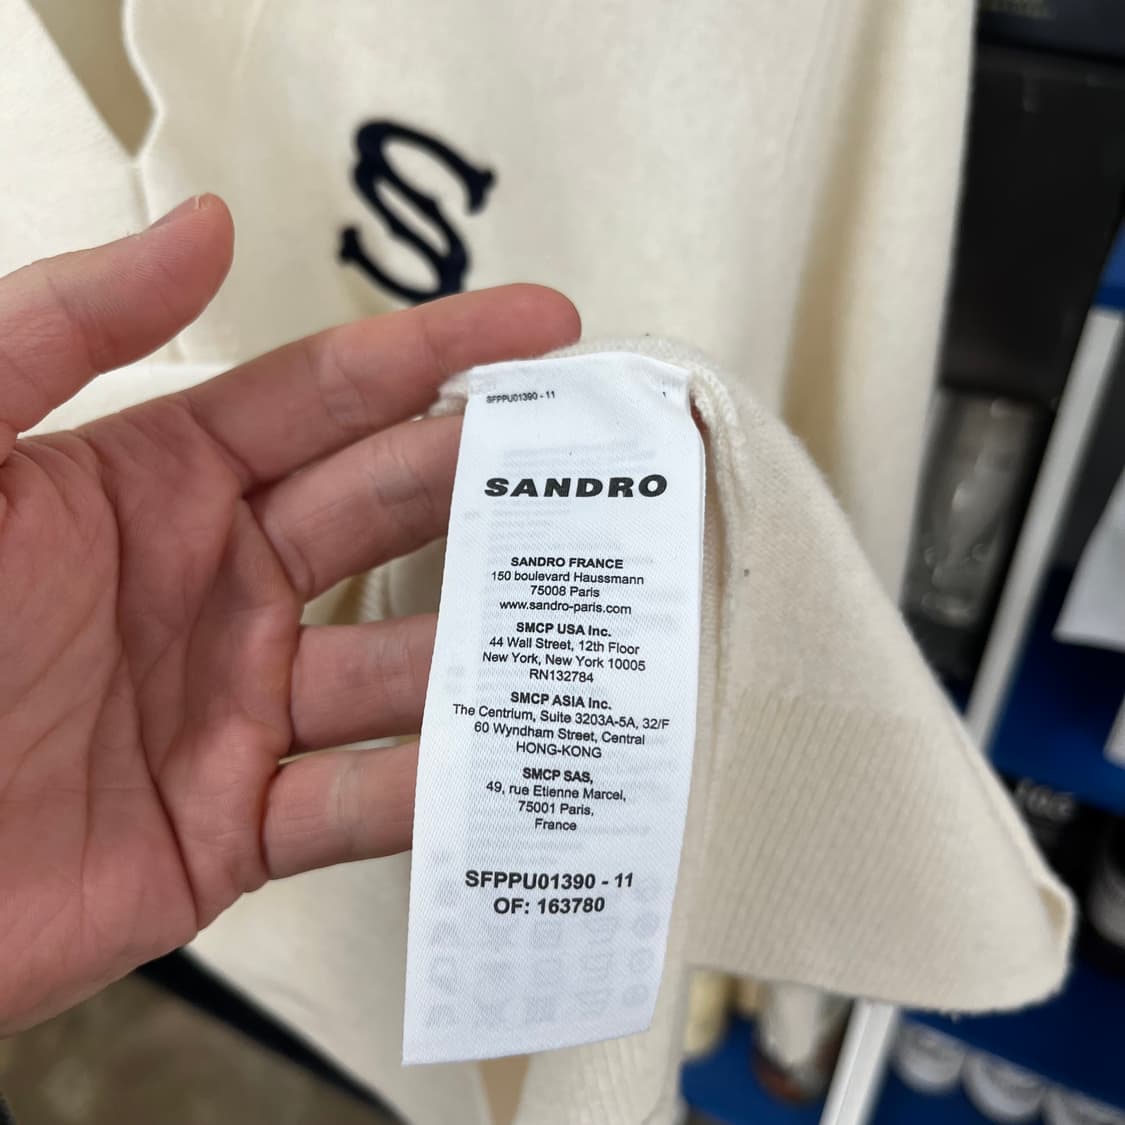 S
SFPPU01390 - 11
SANDRO
SANDRO FRANCE
150 boulevard Haussmann
75008 Paris
www.sandro-paris.com
SMCP USA Inc.
44 Wall Street, 12th Floor
New York, New York 10005
RN132784
SMCP ASIA Inc.
The Centrium, Suite 3203A-5A, 32/F
60 Wyndham Street, Central
HONG-KONG
SMCP SAS,
49, rue Etienne Marcel,
75001 Paris,
France
SFPPU01390 - 11
OF: 163780